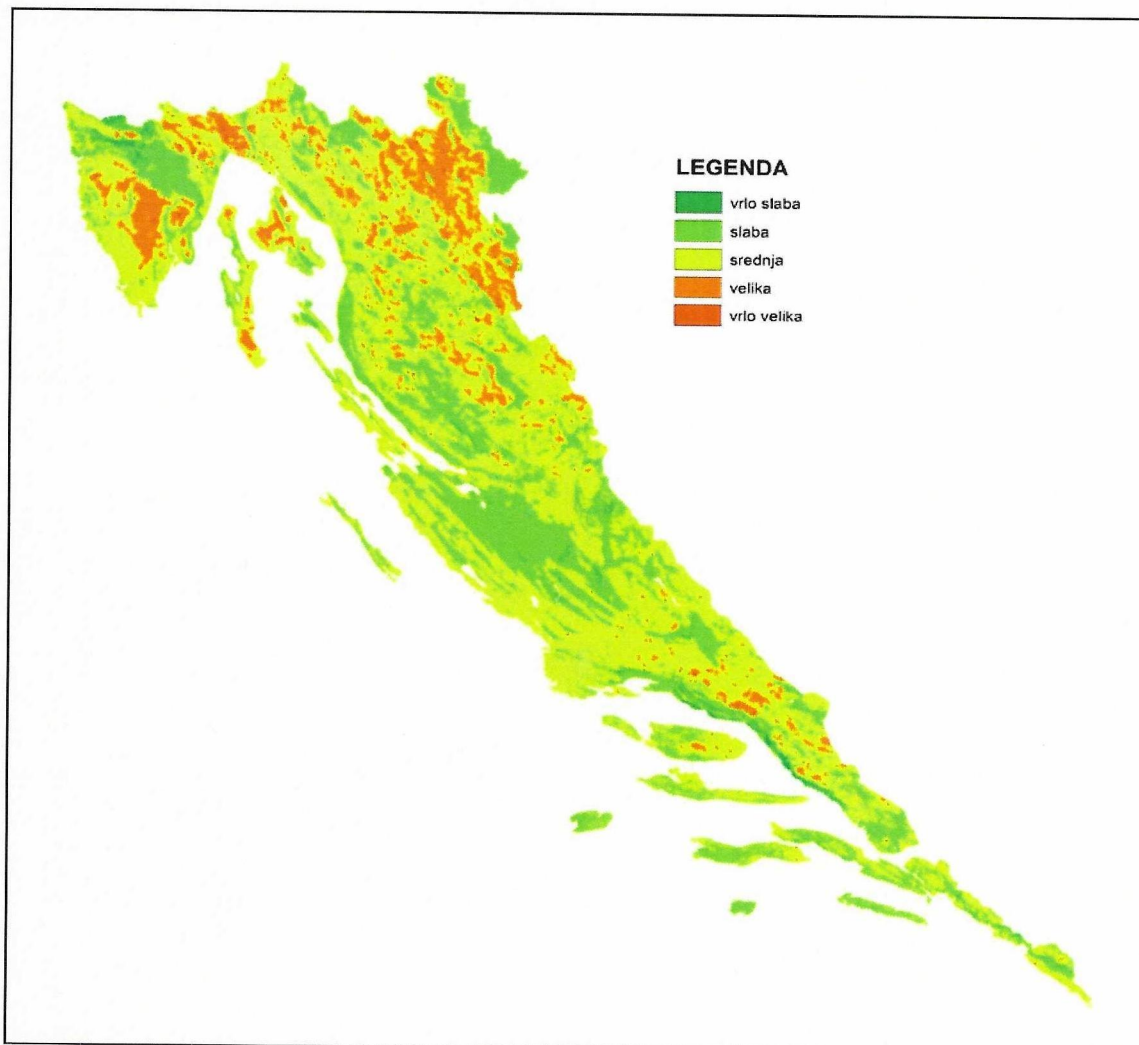 LEGENDA
vrlo slaba
slaba
srednja
velika
vrlo velika